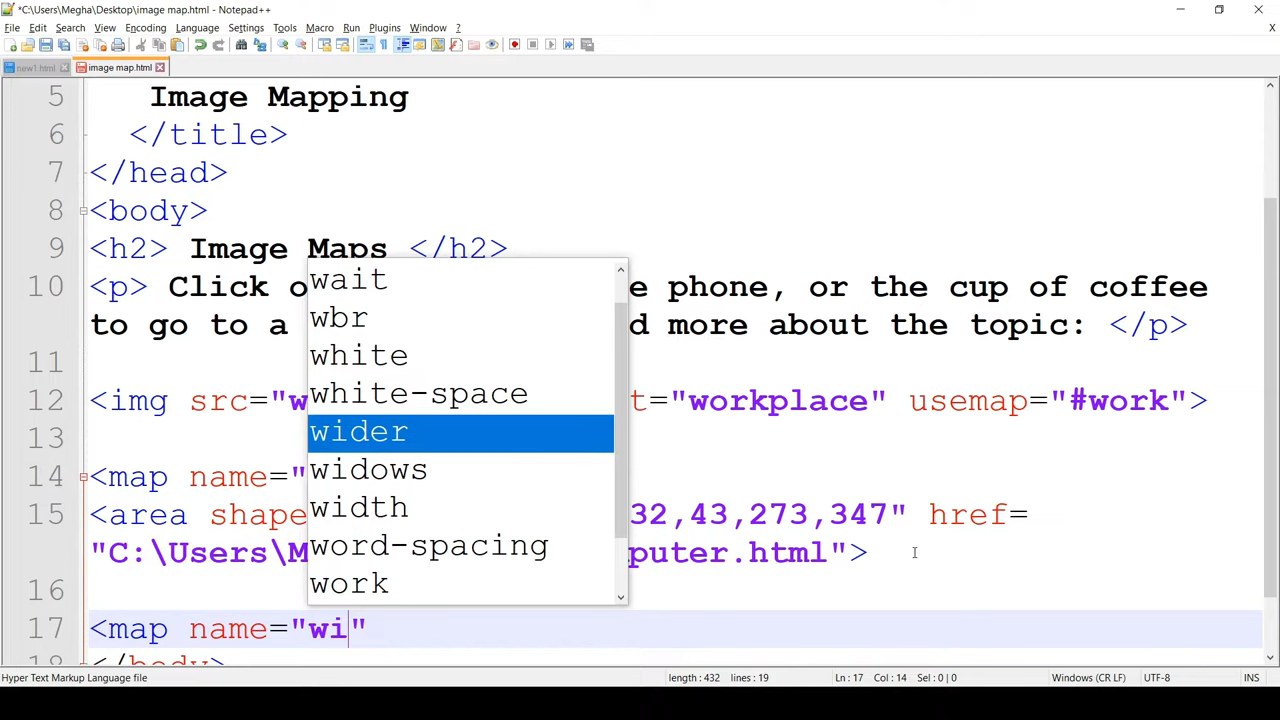 *C:\Users\Megha\Desktop\image map.html - Notepad++
File Edit Search View Encoding Language Settings Tools Macro Run Plugins Window ? X
new1.html image map.html
5 Image Mapping
6 </title>
7 </head>
8 <body>
9 <h2> Image Maps </h2>
10 <p> Click o e phone, or the cup of coffee
to go to a d more about the topic: </p>
11
12 <img src="w t="workplace" usemap="#work">
13
14 <map name="
15 <area shape 32,43,273,347" href=
"C:\Users\M puter.html">
16
17 <map name="wi"
18 </body>
wait
wbr
white
white-space
wider
widows
width
word-spacing
work
Hyper Text Markup Language file length : 432 lines : 19 Ln : 17 Col : 14 Sel : 0 | 0 Windows (CR LF) UTF-8 INS